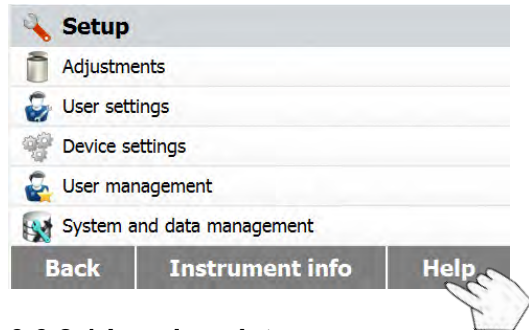 Setup
Adjustments
User settings
Device settings
User management
System and data management
Back Instrument info Help